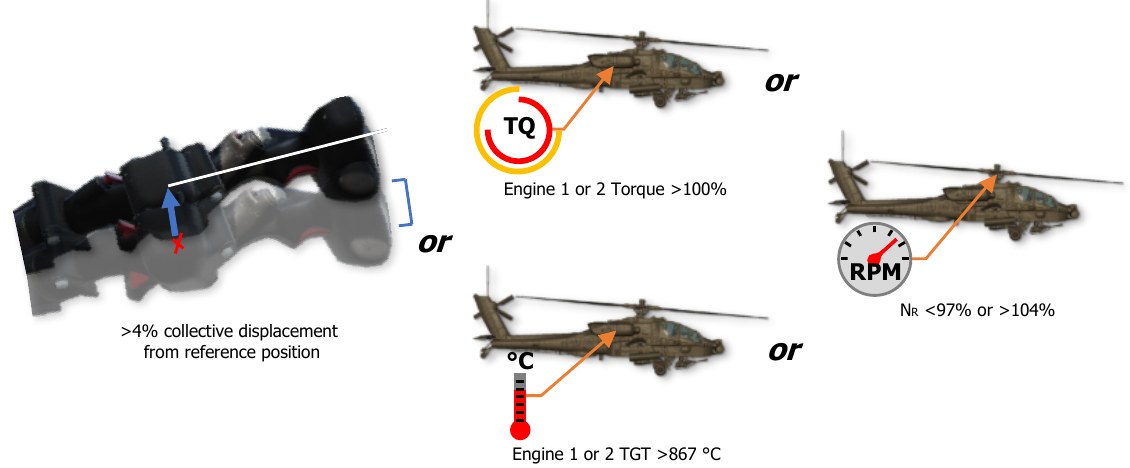 or
TQ
Engine 1 or 2 Torque >100%
or
RPM
NR <97% or >104%
>4% collective displacement
from reference position
°C
or
Engine 1 or 2 TGT >867 °C